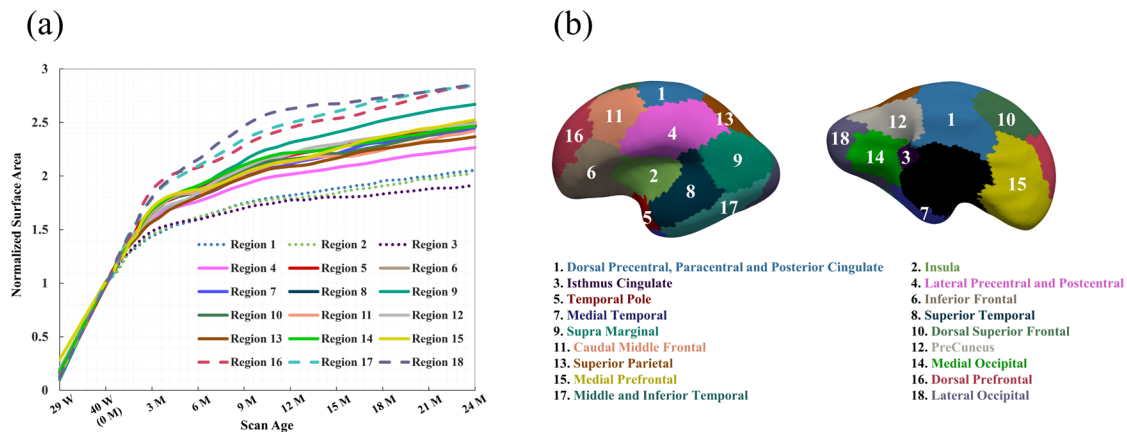 (a)
(b)
3
2.5
2
1.5
1
0.5
0
Normalized Surface Area
Region 1 Region 2 Region 3
Region 4 Region 5 Region 6
Region 7 Region 8 Region 9
Region 10 Region 11 Region 12
Region 13 Region 14 Region 15
Region 16 Region 17 Region 18
29 W 40 W (0 M) 3 M 6 M 9 M 12 M 15 M 18 M 21 M 24 M
Scan Age
1 11 16 4 13 6 2 9 8 5 17
1 10 12 18 14 3 15 7
1. Dorsal Precentral, Paracentral and Posterior Cingulate 2. Insula
3. Isthmus Cingulate 4. Lateral Precentral and Postcentral
5. Temporal Pole 6. Inferior Frontal
7. Medial Temporal 8. Superior Temporal
9. Supra Marginal 10. Dorsal Superior Frontal
11. Caudal Middle Frontal 12. PreCuneus
13. Superior Parietal 14. Medial Occipital
15. Medial Prefrontal 16. Dorsal Prefrontal
17. Middle and Inferior Temporal 18. Lateral Occipital